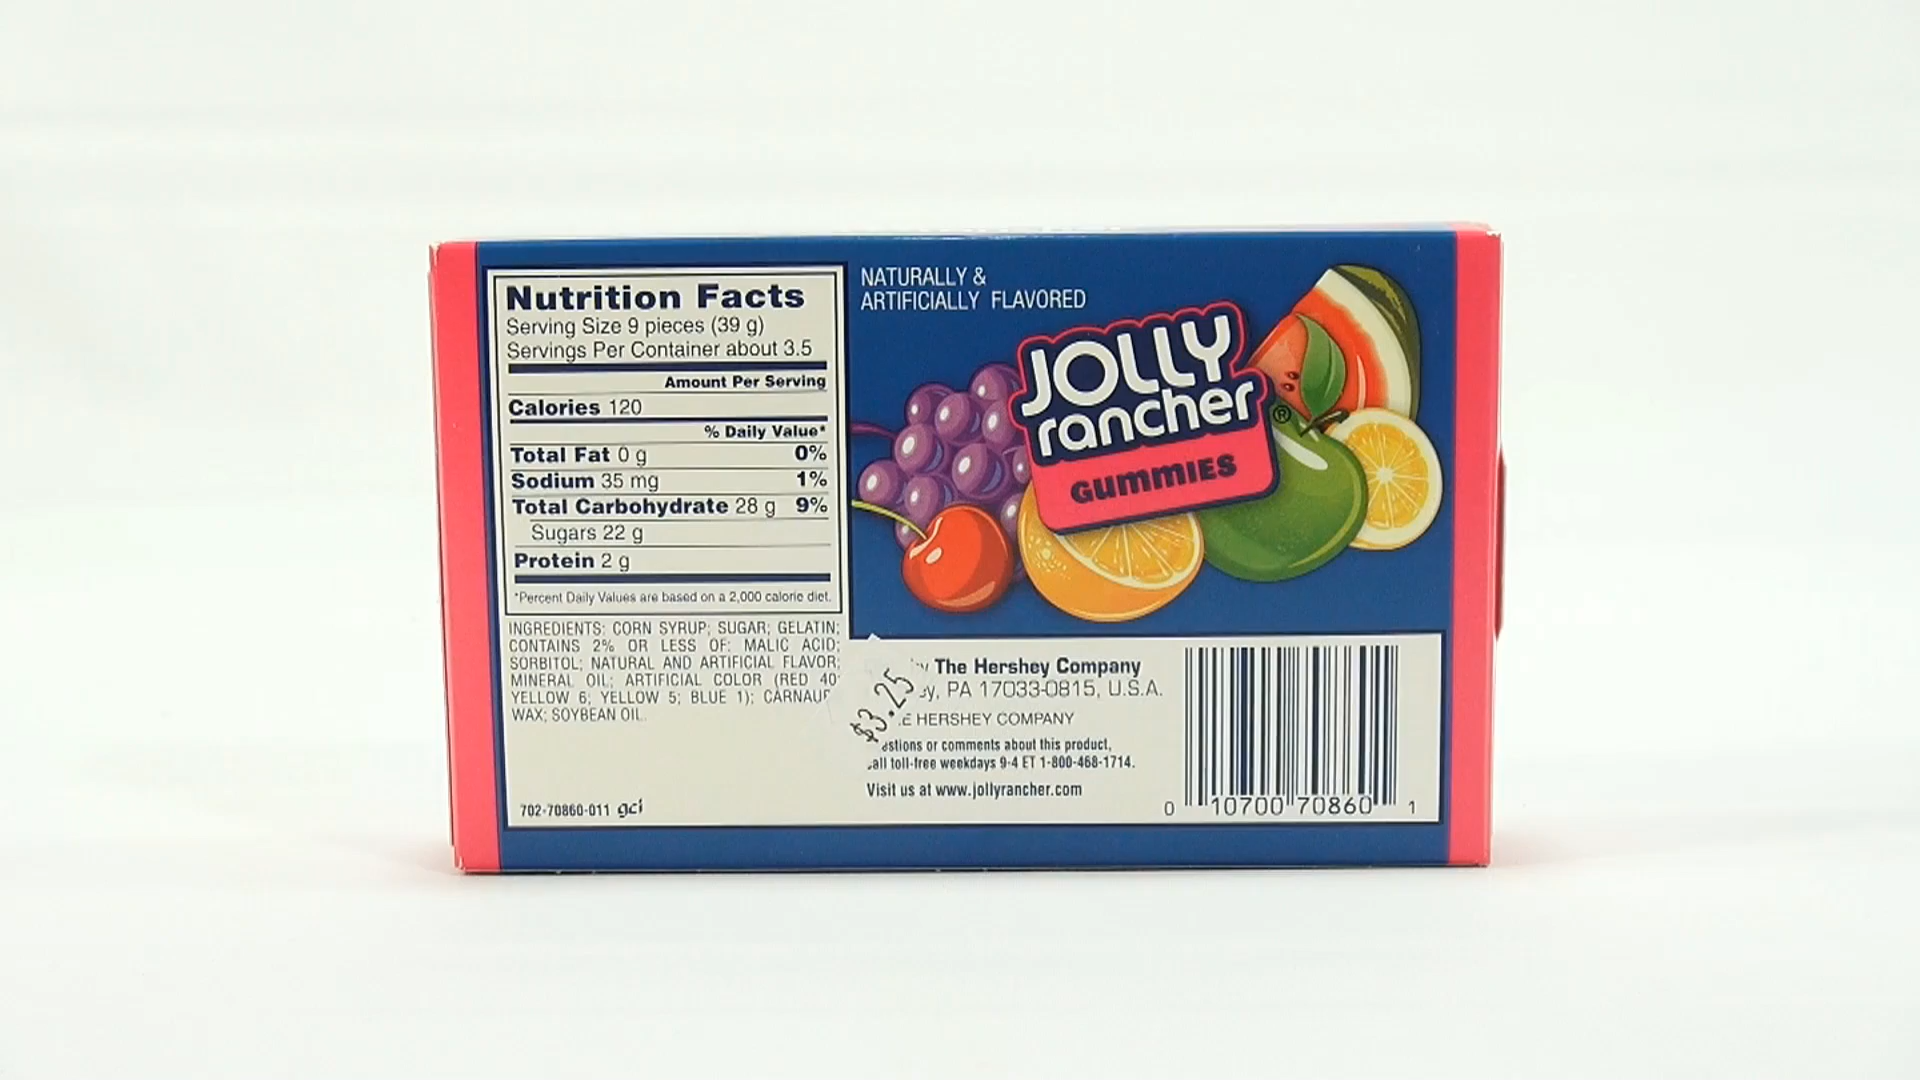 Nutrition Facts
Serving Size 9 pieces (39 g)
Servings Per Container about 3.5
Amount Per Serving
Calories 120
% Daily Value*
Total Fat 0 g 0%
Sodium 35 mg 1%
Total Carbohydrate 28 g 9%
Sugars 22 g
Protein 2 g
*Percent Daily Values are based on a 2,000 calorie diet.
INGREDIENTS: CORN SYRUP; SUGAR; GELATIN;
CONTAINS 2% OR LESS OF: MALIC ACID;
SORBITOL; NATURAL AND ARTIFICIAL FLAVOR;
MINERAL OIL; ARTIFICIAL COLOR (RED 40;
YELLOW 6; YELLOW 5; BLUE 1);
WAX; SOYBEAN OIL.
702-70860-011 gci
NATURALLY &
ARTIFICIALLY FLAVORED
JOLLY
rancher®
GUMMIES
$3.25
The Hershey Company
PA 17033-0815, U.S.A.
HERSHEY COMPANY
or comments about this product,
toll-free weekdays 9-4 ET 1-800-468-1714.
Visit us at www.jollyrancher.com
0 10700 70860 1